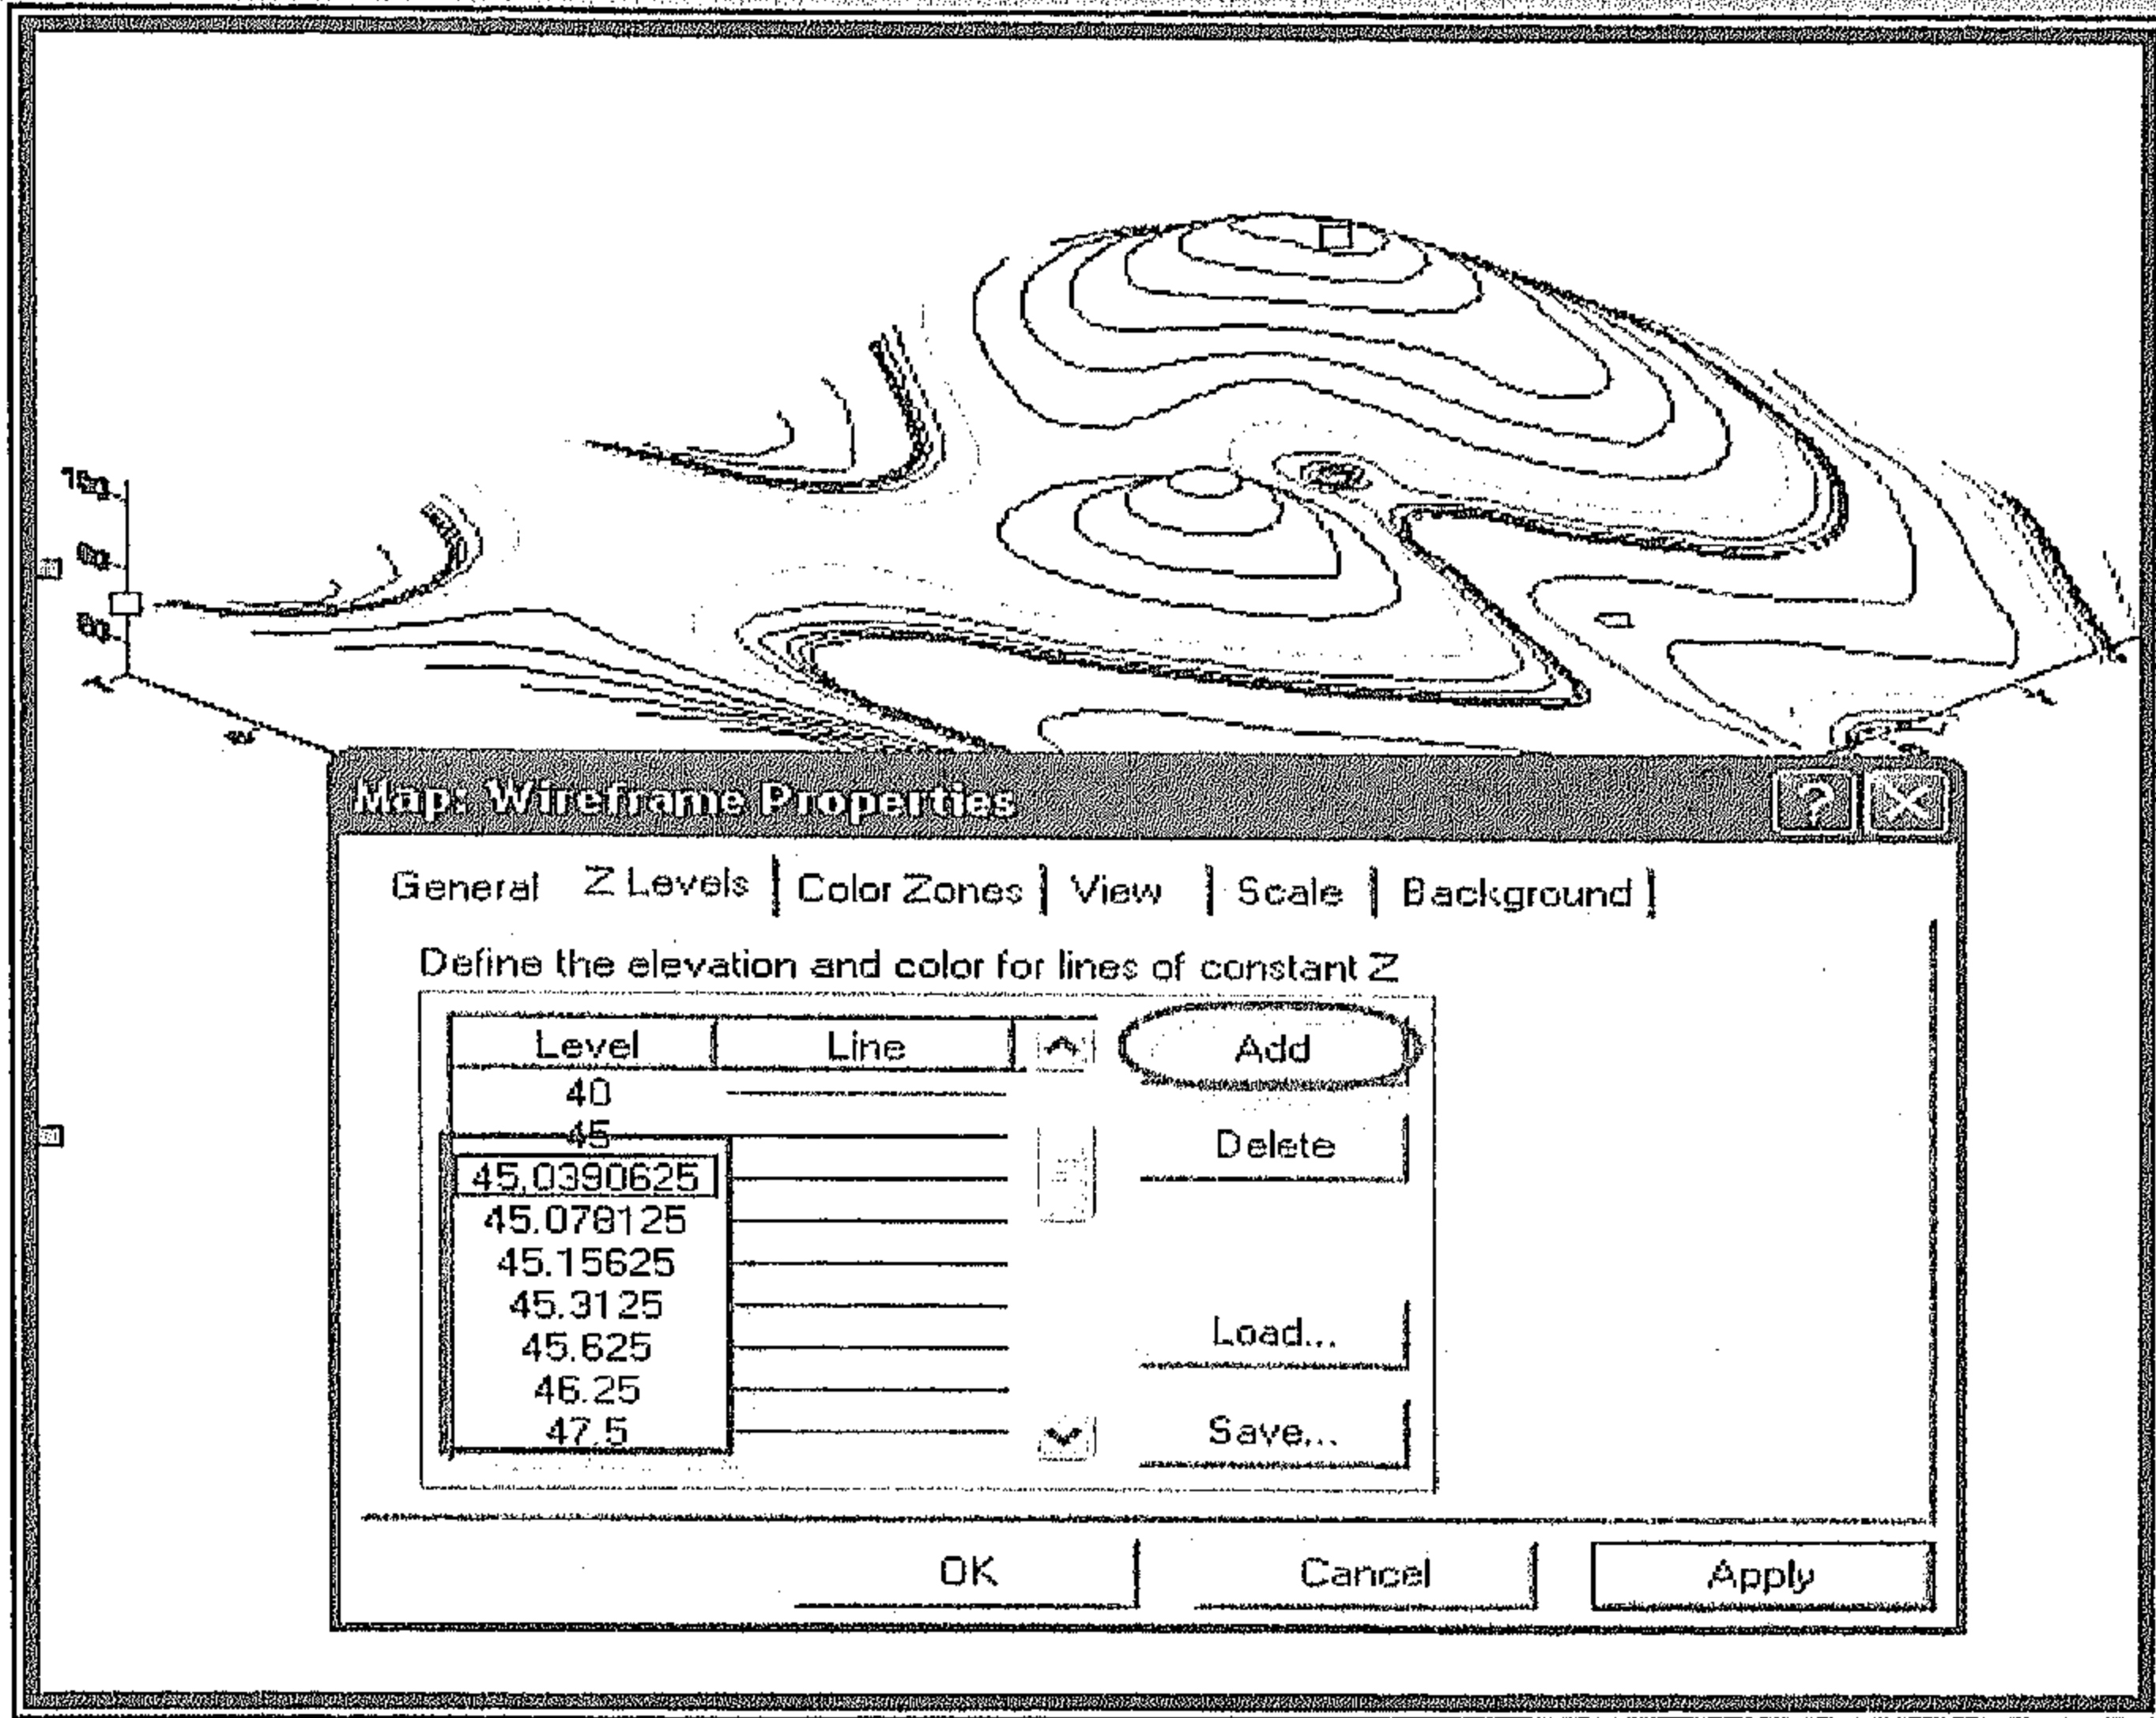 Map: Wireframe Properties
General Z Levels Color Zones View Scale Background
Define the elevation and color for lines of constant Z
Level Line Add
40
45
Delete
45.0390625
45.078125
45.15625
45.3125
Load...
45.625
46.25
47.5
Save...
OK Cancel Apply